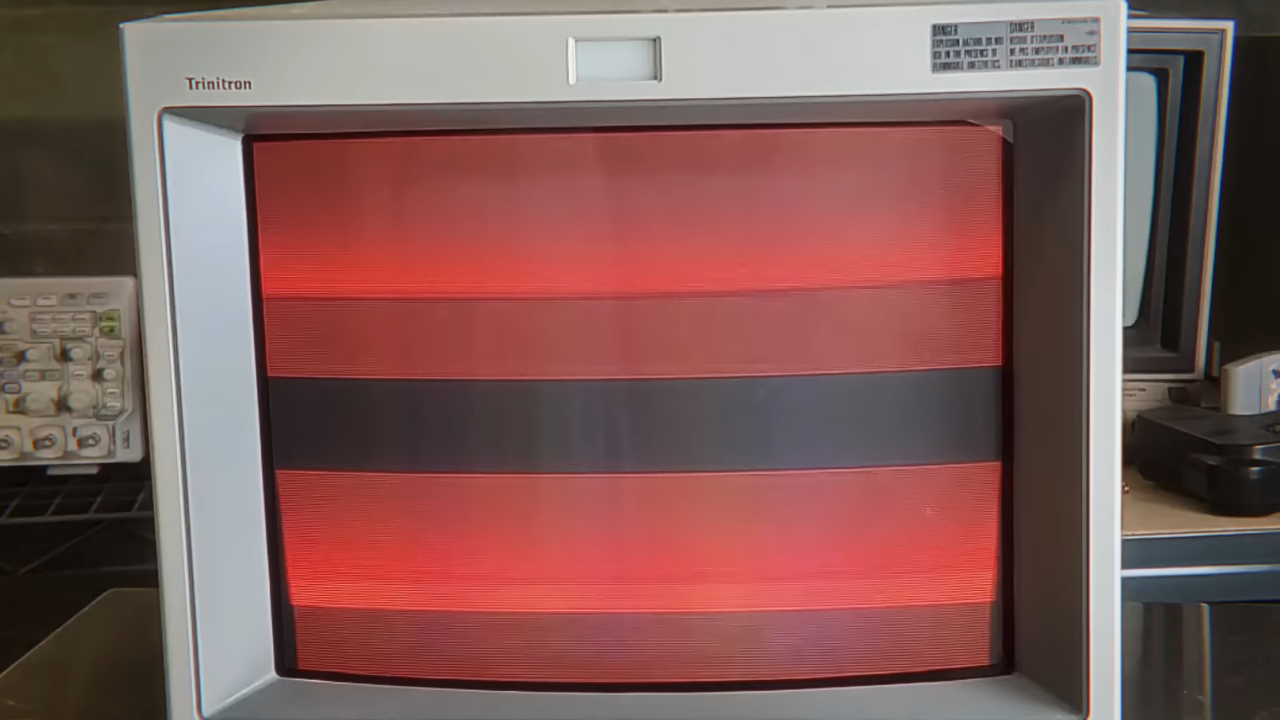 Trinitron
DANGER
EXPLOSION HAZARD DO NOT
USE IN THE PRESENCE OF
FLAMMABLE ANESTHETICS.
DANGER
RISQUE D'EXPLOSION
NE PAS EMPLOYER EN PRESENCE
D'ANESTHESIQUES INFLAMMABLES